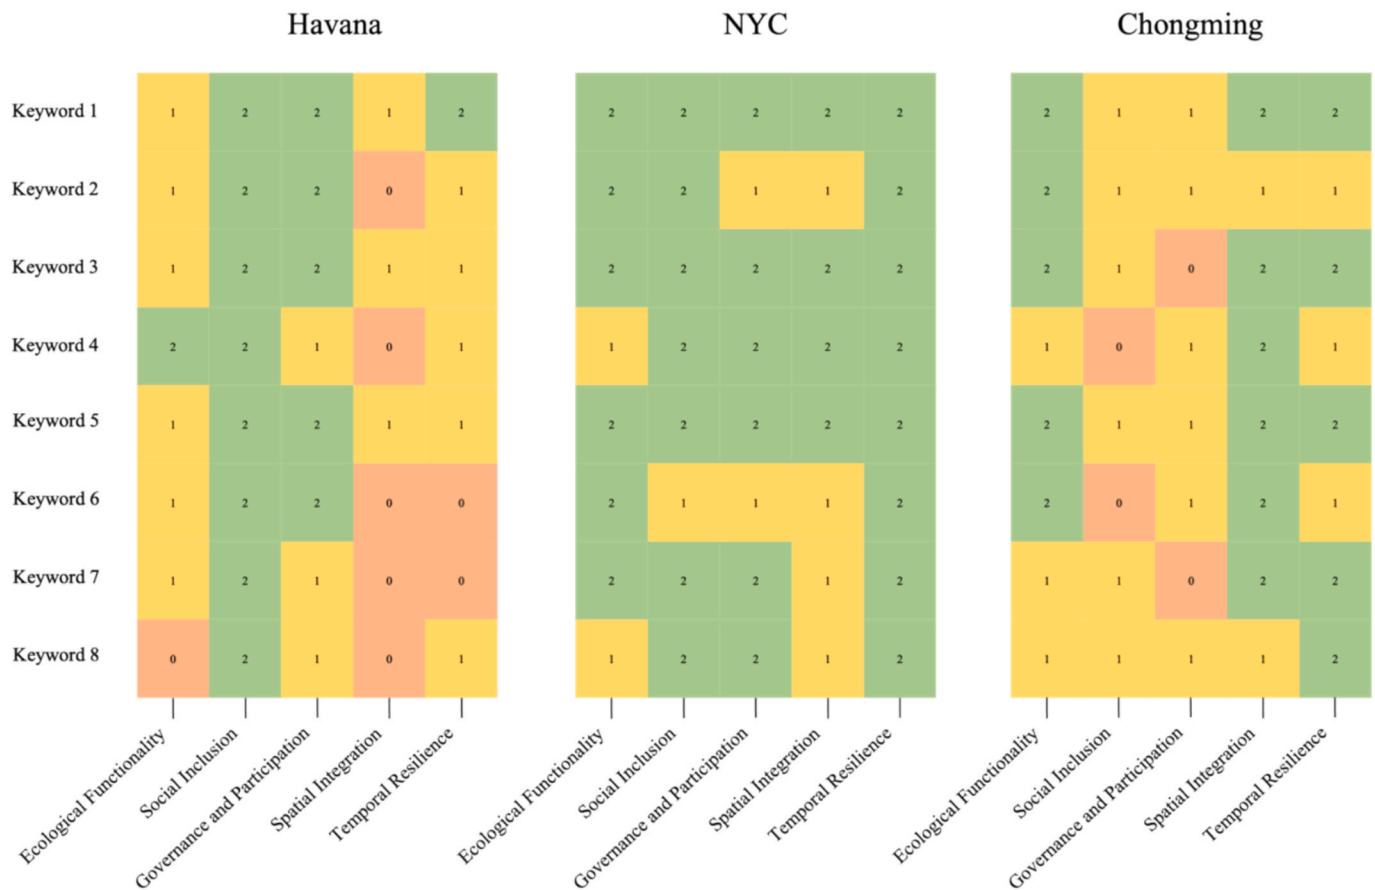 Havana NYC Chongming
Keyword 1 1 2 2 1 2 2 2 2 2 2 2 1 1 2 2
Keyword 2 1 2 2 0 1 2 2 1 1 2 2 1 1 1 1
Keyword 3 1 2 2 1 1 2 2 2 2 2 2 1 0 2 2
Keyword 4 2 2 1 0 1 1 2 2 2 2 1 0 1 2 1
Keyword 5 1 2 2 1 1 2 2 2 2 2 2 1 1 2 2
Keyword 6 1 2 2 0 0 2 1 1 1 2 2 0 1 2 1
Keyword 7 1 2 1 0 0 2 2 2 1 2 1 1 0 2 2
Keyword 8 0 2 1 0 1 1 2 2 1 2 1 1 1 1 2
Ecological Functionality
Social Inclusion
Governance and Participation
Spatial Integration
Temporal Resilience
Ecological Functionality
Social Inclusion
Governance and Participation
Spatial Integration
Temporal Resilience
Ecological Functionality
Social Inclusion
Governance and Participation
Spatial Integration
Temporal Resilience